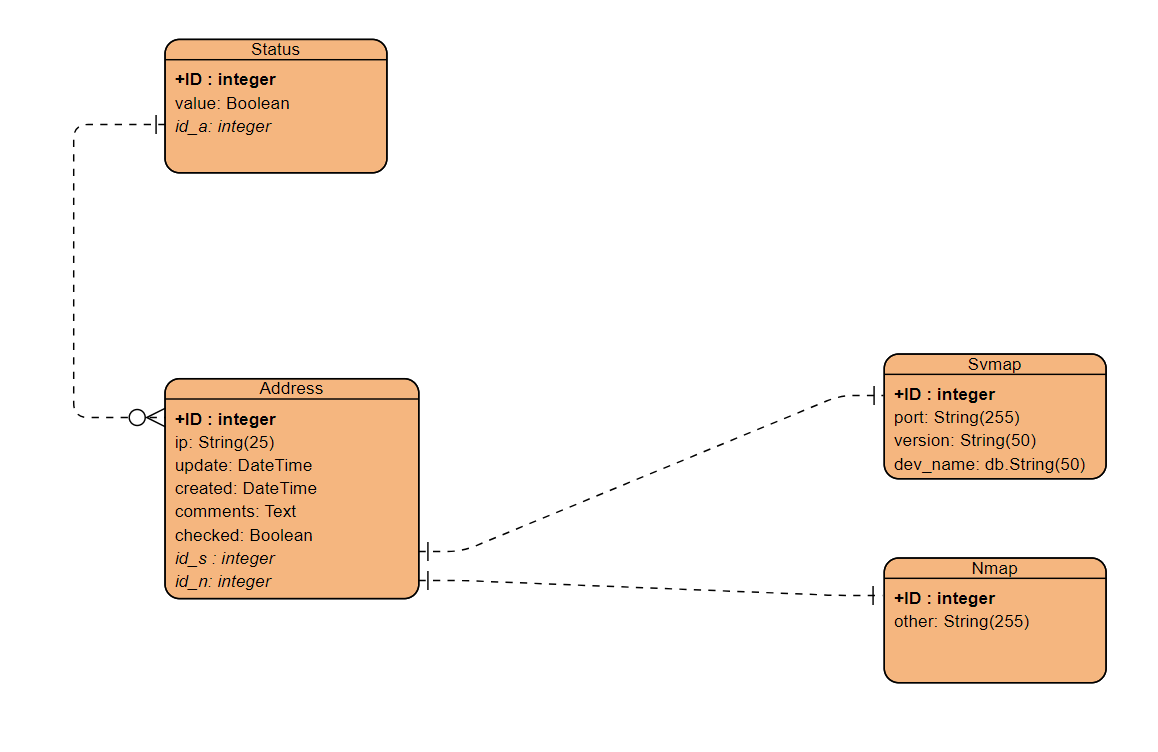 Status
+ID : integer
value: Boolean
id_a: integer
Address
+ID : integer
ip: String(25)
update: DateTime
created: DateTime
comments: Text
checked: Boolean
id_s : integer
id_n: integer
Svmap
+ID : integer
port: String(255)
version: String(50)
dev_name: db.String(50)
Nmap
+ID : integer
other: String(255)